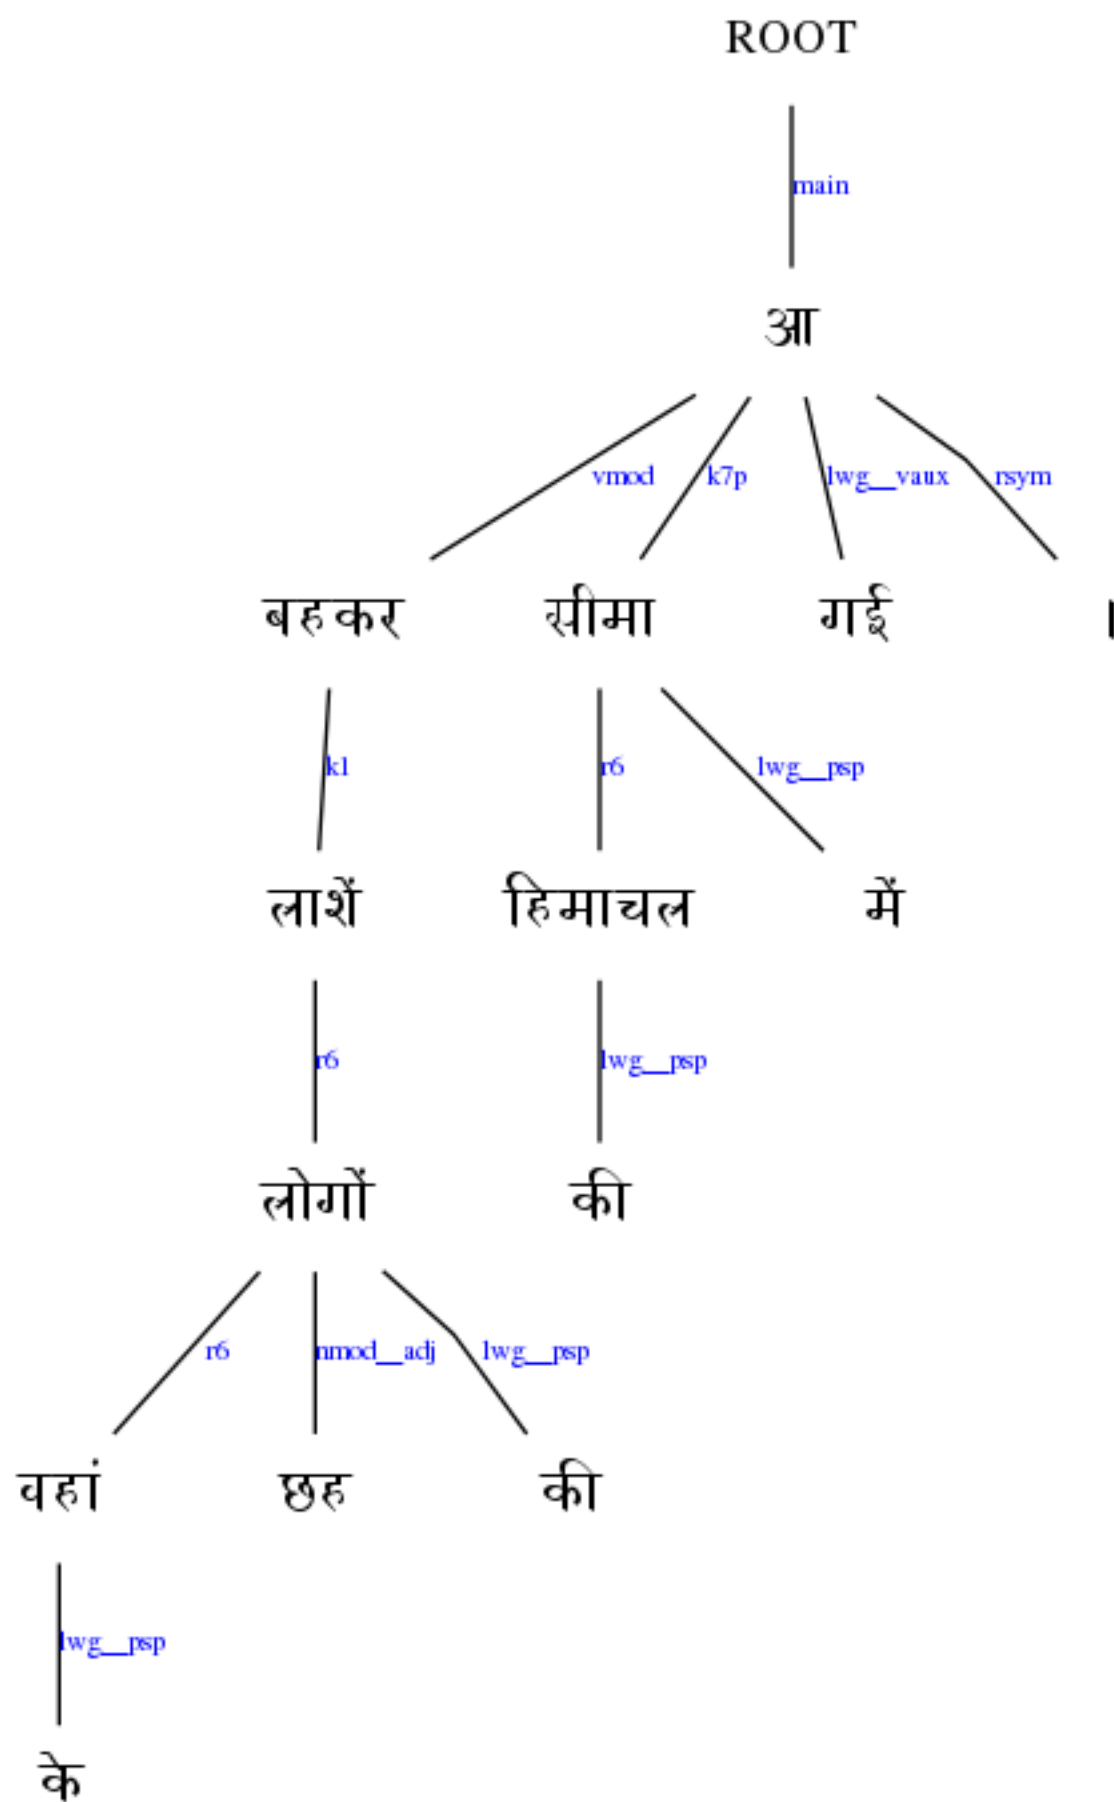 ROOT
main
आ
vmod k7p lwg__vaux rsym
बहकर सीमा गई ।
k1 r6 lwg__psp
लाशें हिमाचल में
r6 lwg__psp
लोगों की
r6 nmod__adj lwg__psp
वहां छह की
lwg__psp
के